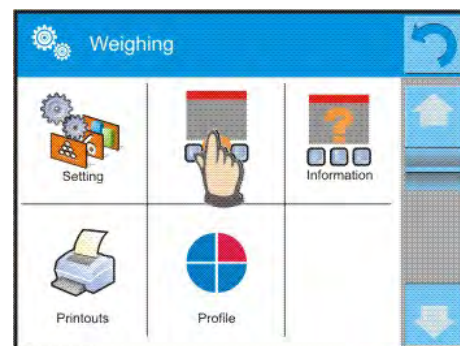 Weighing
Setting
Information
Printouts
Profile